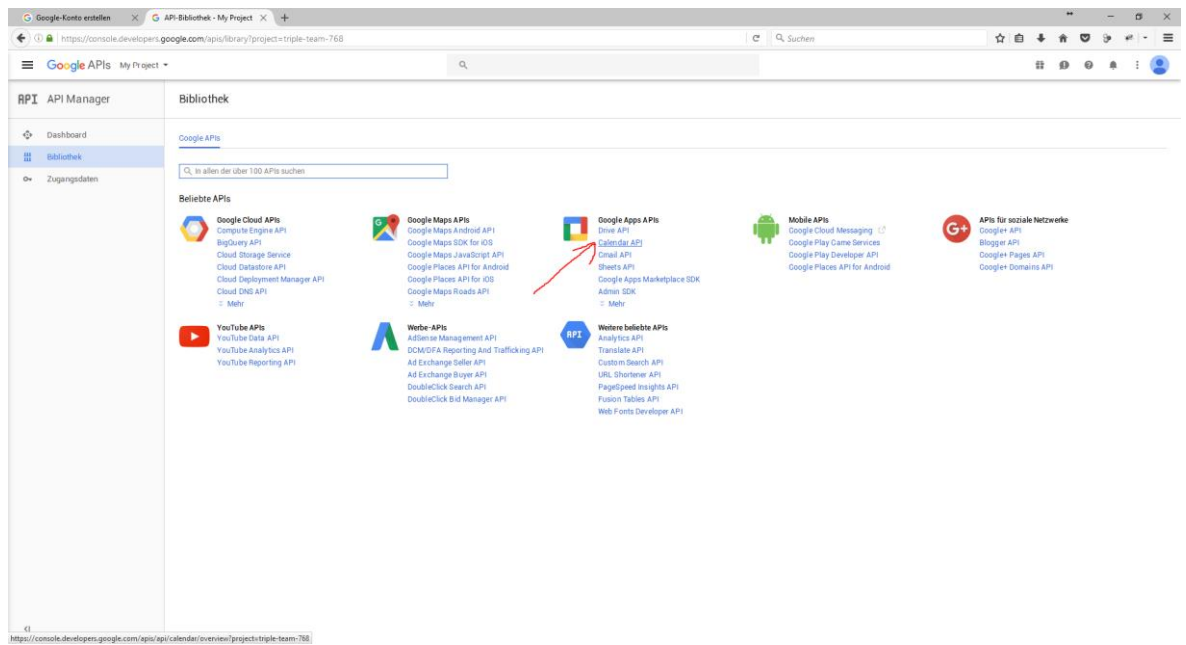 Google-Konto erstellen
API-Bibliothek - My Project
https://console.developers.google.com/apis/library?project=triple-team-768
Suchen
Google APIs My Project
API API Manager
Bibliothek
Dashboard
Bibliothek
Zugangsdaten
Google APIs
In allen der über 100 APIs suchen
Beliebte APIs
Google Cloud APIs
Compute Engine API
BigQuery API
Cloud Storage Service
Cloud Datastore API
Cloud Deployment Manager API
Cloud DNS API
Mehr
Google Maps APIs
Google Maps Android API
Google Maps SDK for iOS
Google Maps JavaScript API
Google Places API for Android
Google Places API for iOS
Google Maps Roads API
Mehr
Google Apps APIs
Drive API
Calendar API
Gmail API
Sheets API
Google Apps Marketplace SDK
Admin SDK
Mehr
Mobile APIs
Google Cloud Messaging
Google Play Game Services
Google Play Developer API
Google Places API for Android
G+
APIs für soziale Netzwerke
Google+ API
Blogger API
Google+ Pages API
Google+ Domains API
YouTube APIs
YouTube Data API
YouTube Analytics API
YouTube Reporting API
Werbe-APIs
AdSense Management API
DCM/DFA Reporting And Trafficking API
Ad Exchange Seller API
Ad Exchange Buyer API
DoubleClick Search API
DoubleClick Bid Manager API
API
Weitere beliebte APIs
Analytics API
Translate API
Custom Search API
URL Shortener API
PageSpeed Insights API
Fusion Tables API
Web Fonts Developer API
https://console.developers.google.com/apis/api/calendar/overview?project=triple-team-768